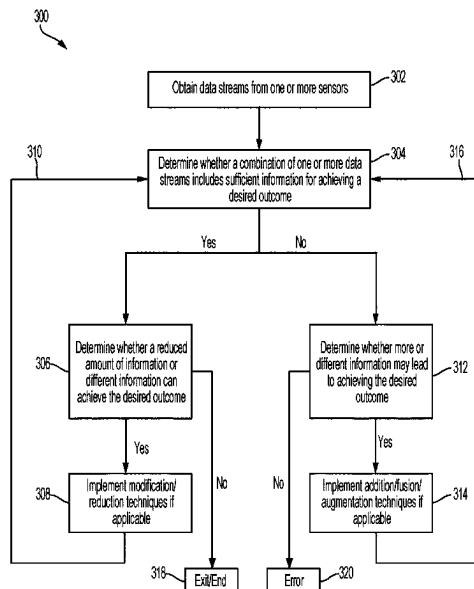 300
Obtain data streams from one or more sensors
302
310
Determine whether a combination of one or more data
streams includes sufficient information for achieving a
desired outcome
304
316
Yes
No
306
Determine whether a reduced
amount of information or
different information can
achieve the desired outcome
Determine whether more or
different information may lead
to achieving the desired
outcome
312
Yes
No
No
Yes
308
Implement modification/
reduction techniques if
applicable
Implement addition/fusion/
augmentation techniques if
applicable
314
318
Exit/End
Error
320